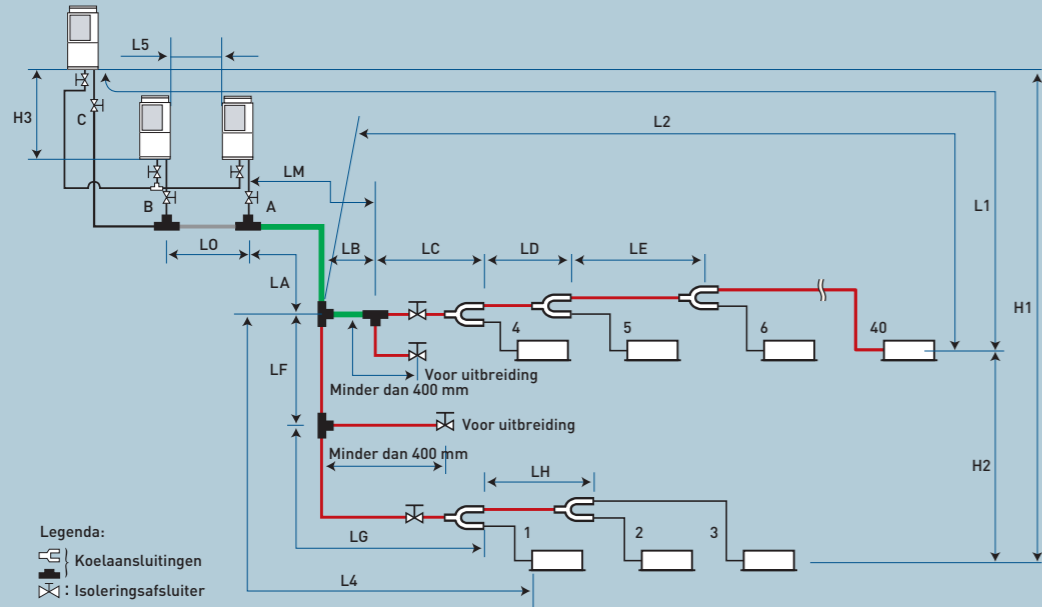 L5
L2
H3
C
LM
L1
B
A
LO
LB
LC
LD
LE
LA
H1
4
5
6
40
LF
Voor uitbreiding
Minder dan 400 mm
Voor uitbreiding
Minder dan 400 mm
LH
H2
1
2
3
LG
L4
Legenda:
Koelaansluitingen
: Isoleringsafsluiter